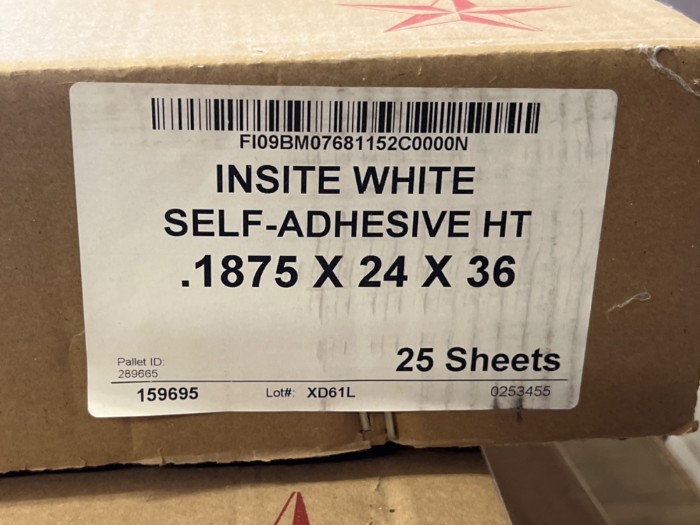 FI09BM07681152C0000N
INSITE WHITE
SELF-ADHESIVE HT
.1875 X 24 X 36
25 Sheets
Pallet ID:
289665
159695 Lot#: XD61L 0253455